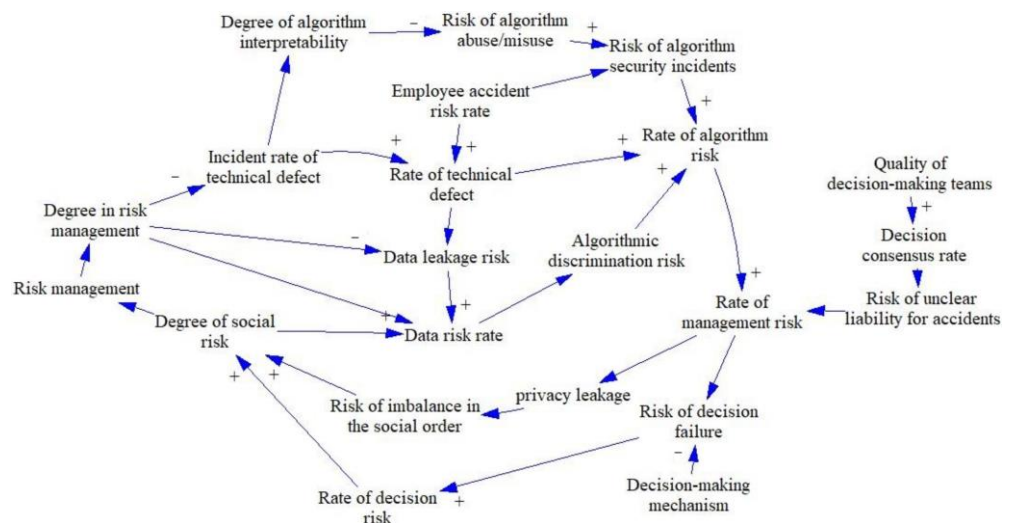 Degree of algorithm
interpretability
−
Risk of algorithm
abuse/misuse
+
Risk of algorithm
security incidents
Employee accident
risk rate
+
+
+
+
Rate of algorithm
risk
Incident rate of
technical defect
−
Rate of technical
defect
+
Quality of
decision-making teams
+
Degree in risk
management
−
Data leakage risk
Algorithmic
discrimination risk
Decision
consensus rate
Risk management
+
+
+
Risk of unclear
liability for accidents
Degree of social
risk
Data risk rate
Rate of
management risk
+
+
Risk of imbalance in
the social order
privacy leakage
Risk of decision
failure
−
Rate of decision
risk
+
Decision-making
mechanism